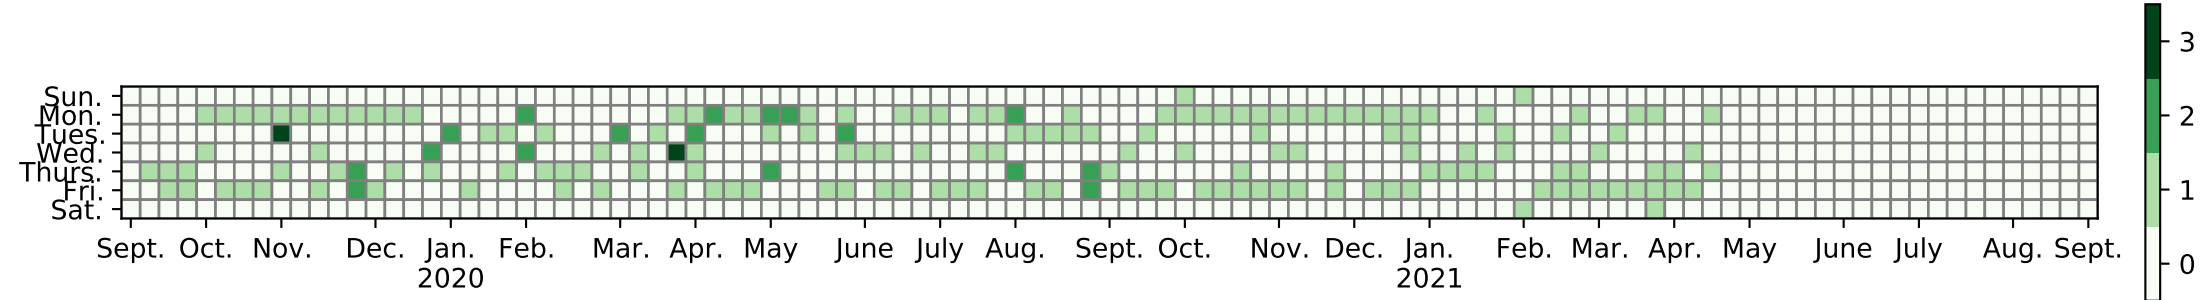 Sun.
Mon.
Tues.
Wed.
Thurs.
Fri.
Sat.
Sept. Oct. Nov. Dec. Jan. Feb. Mar. Apr. May June July Aug. Sept. Oct. Nov. Dec. Jan. Feb. Mar. Apr. May June July Aug. Sept.
2020 2021
3
2
1
0